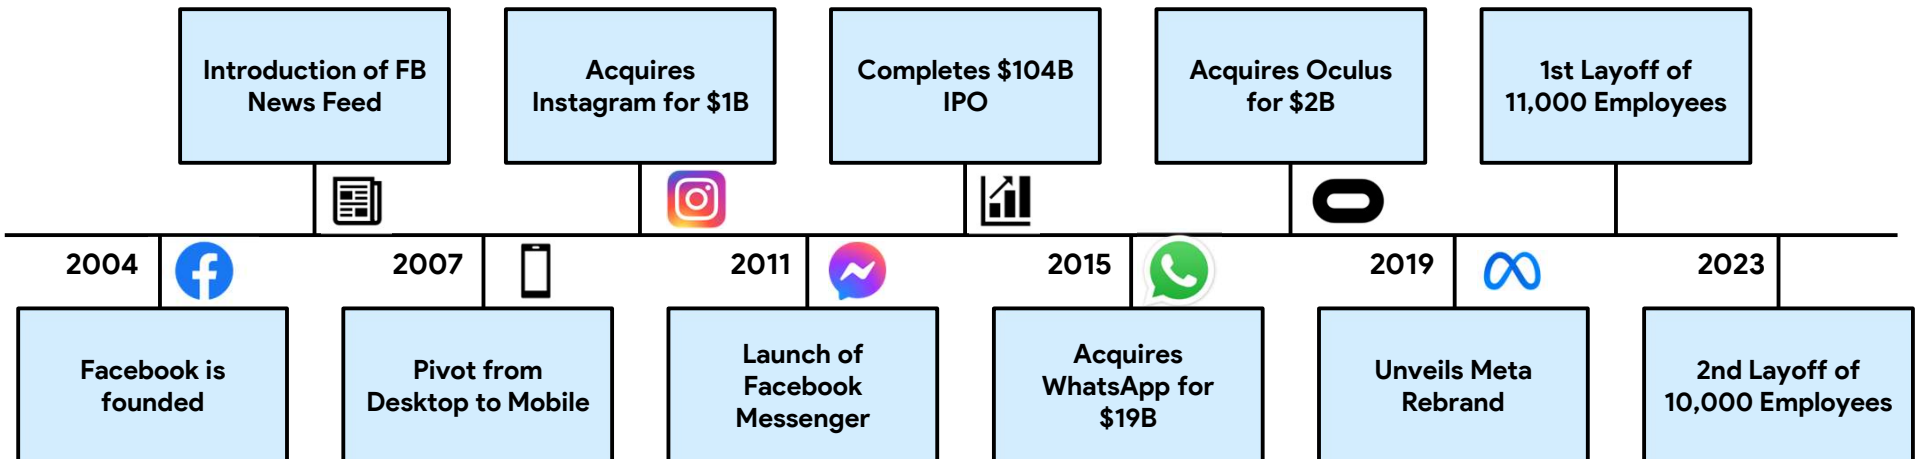 Introduction of FB
News Feed
Acquires
Instagram for $1B
Completes $104B
IPO
Acquires Oculus
for $2B
1st Layoff of
11,000 Employees
2004
2007
2011
2015
2019
2023
Facebook is
founded
Pivot from
Desktop to Mobile
Launch of
Facebook
Messenger
Acquires
WhatsApp for
$19B
Unveils Meta
Rebrand
2nd Layoff of
10,000 Employees